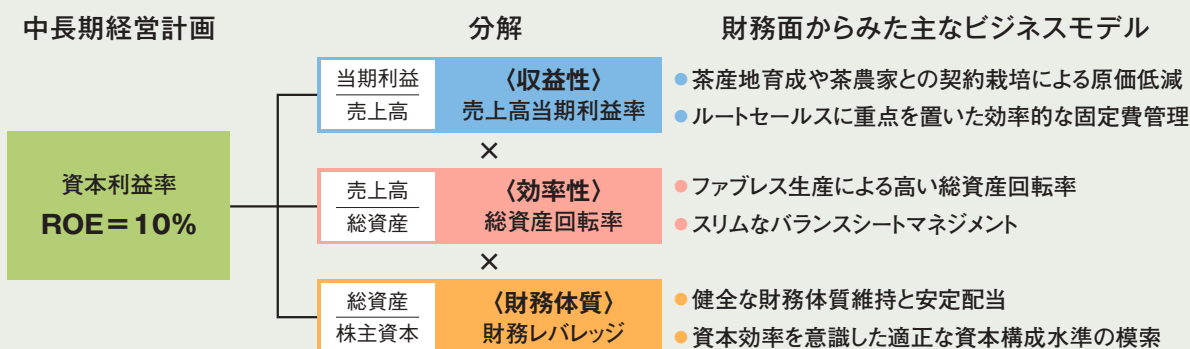 中長期経営計画
分解
財務面からみた主なビジネスモデル
資本利益率
ROE＝10%
当期利益
売上高
〈収益性〉
売上高当期利益率
●茶産地育成や茶農家との契約栽培による原価低減
●ルートセールスに重点を置いた効率的な固定費管理
×
売上高
総資産
〈効率性〉
総資産回転率
●ファブレス生産による高い総資産回転率
●スリムなバランスシートマネジメント
×
総資産
株主資本
〈財務体質〉
財務レバレッジ
●健全な財務体質維持と安定配当
●資本効率を意識した適正な資本構成水準の模索